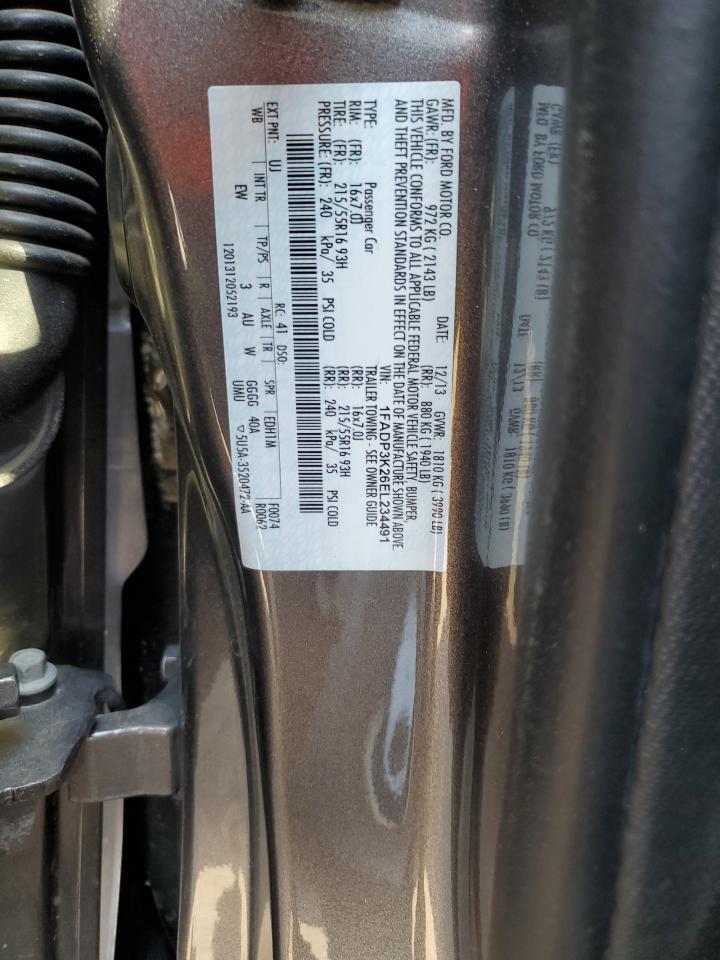 MFD. BY FORD MOTOR CO.
DATE: 12/13 GVWR: 1810 KG ( 3990 LB)
GAWR: (FR): 972 KG ( 2143 LB) (RR): 880 KG ( 1940 LB)
THIS VEHICLE CONFORMS TO ALL APPLICABLE FEDERAL MOTOR VEHICLE SAFETY, BUMPER,
AND THEFT PREVENTION STANDARDS IN EFFECT ON THE DATE OF MANUFACTURE SHOWN ABOVE.
VIN: 1FADP3K26EL234491
TYPE: Passenger Car TRAILER TOWING - SEE OWNER GUIDE
RIM: (FR): 16x7.0J (RR): 16x7.0J
TIRE: (FR): 215/55R16 93H (RR): 215/55R16 93H
PRESSURE: (FR): 240 kPa/ 35 PSI COLD (RR): 240 kPa/ 35 PSI COLD
RC: 41 DSO: F0074
EXT PNT: UJ R0062
WB INT TR TP/PS R AXLE TR SPR EDH1M
EW 3 AU W GGGG 40A
UMU
1201312052193 ▽5U5A-3520472-AA